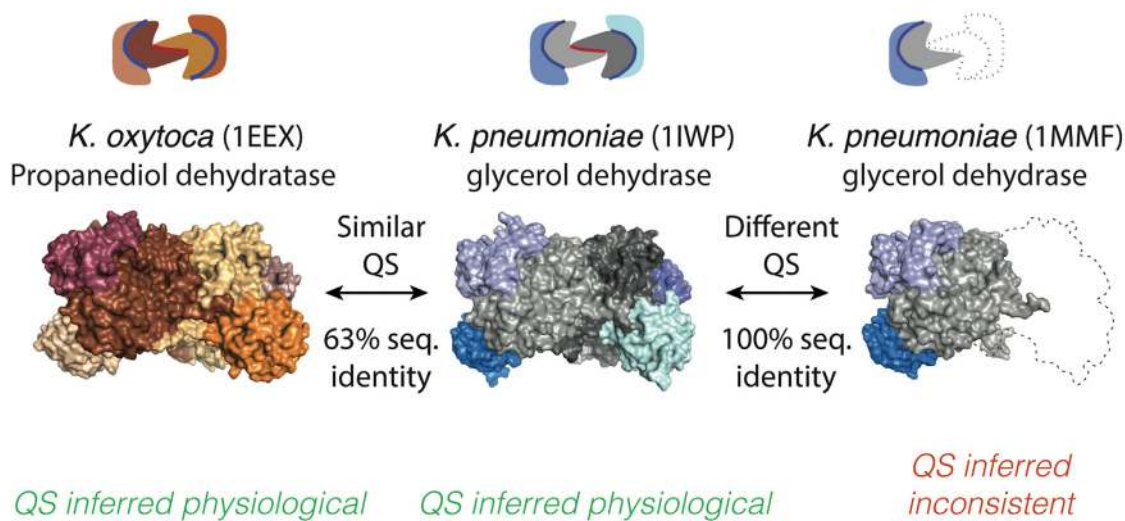 K. oxytoca (1EEX)
Propanediol dehydratase
K. pneumoniae (1IWP)
glycerol dehydrase
K. pneumoniae (1MMF)
glycerol dehydrase
Similar
QS
63% seq.
identity
Different
QS
100% seq.
identity
QS inferred physiological
QS inferred physiological
QS inferred
inconsistent